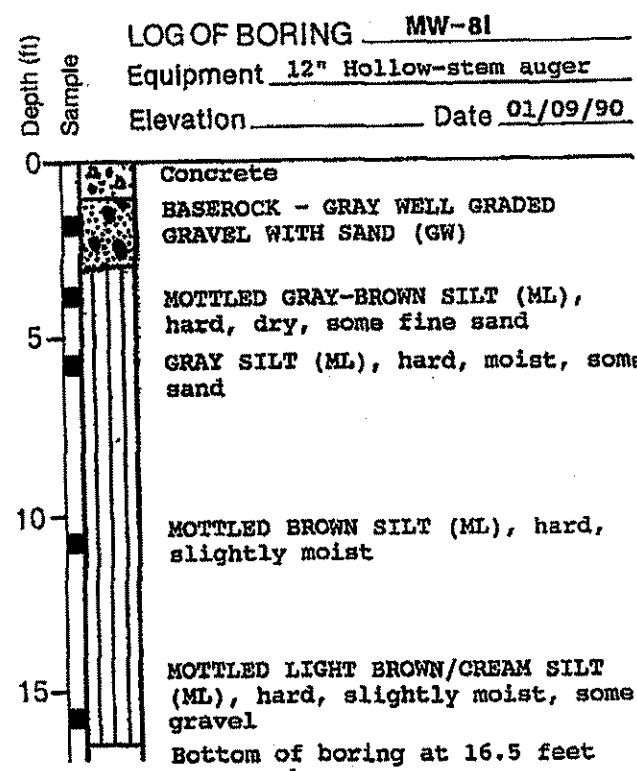 LOG OF BORING MW-8I
Equipment 12" Hollow-stem auger
Elevation Date 01/09/90
Depth (ft)
Sample
0
Concrete
BASEROCK - GRAY WELL GRADED
GRAVEL WITH SAND (GW)
MOTTLED GRAY-BROWN SILT (ML),
hard, dry, some fine sand
5
GRAY SILT (ML), hard, moist, some
sand
10
MOTTLED BROWN SILT (ML), hard,
slightly moist
MOTTLED LIGHT BROWN/CREAM SILT
15
(ML), hard, slightly moist, some
gravel
Bottom of boring at 16.5 feet